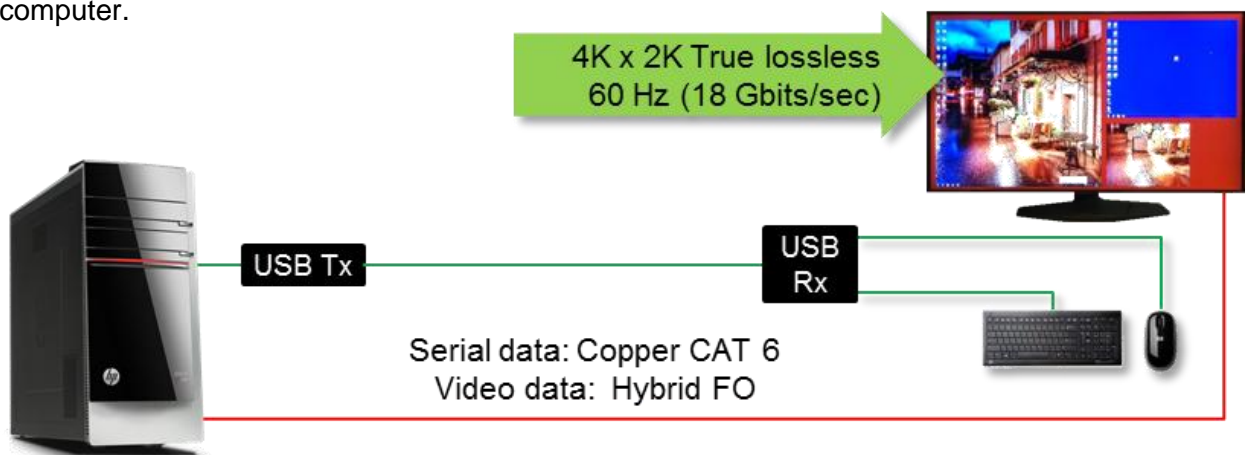 computer.
4K x 2K True lossless
60 Hz (18 Gbits/sec)
USB Tx
USB
Rx
Serial data: Copper CAT 6
Video data: Hybrid FO
hp